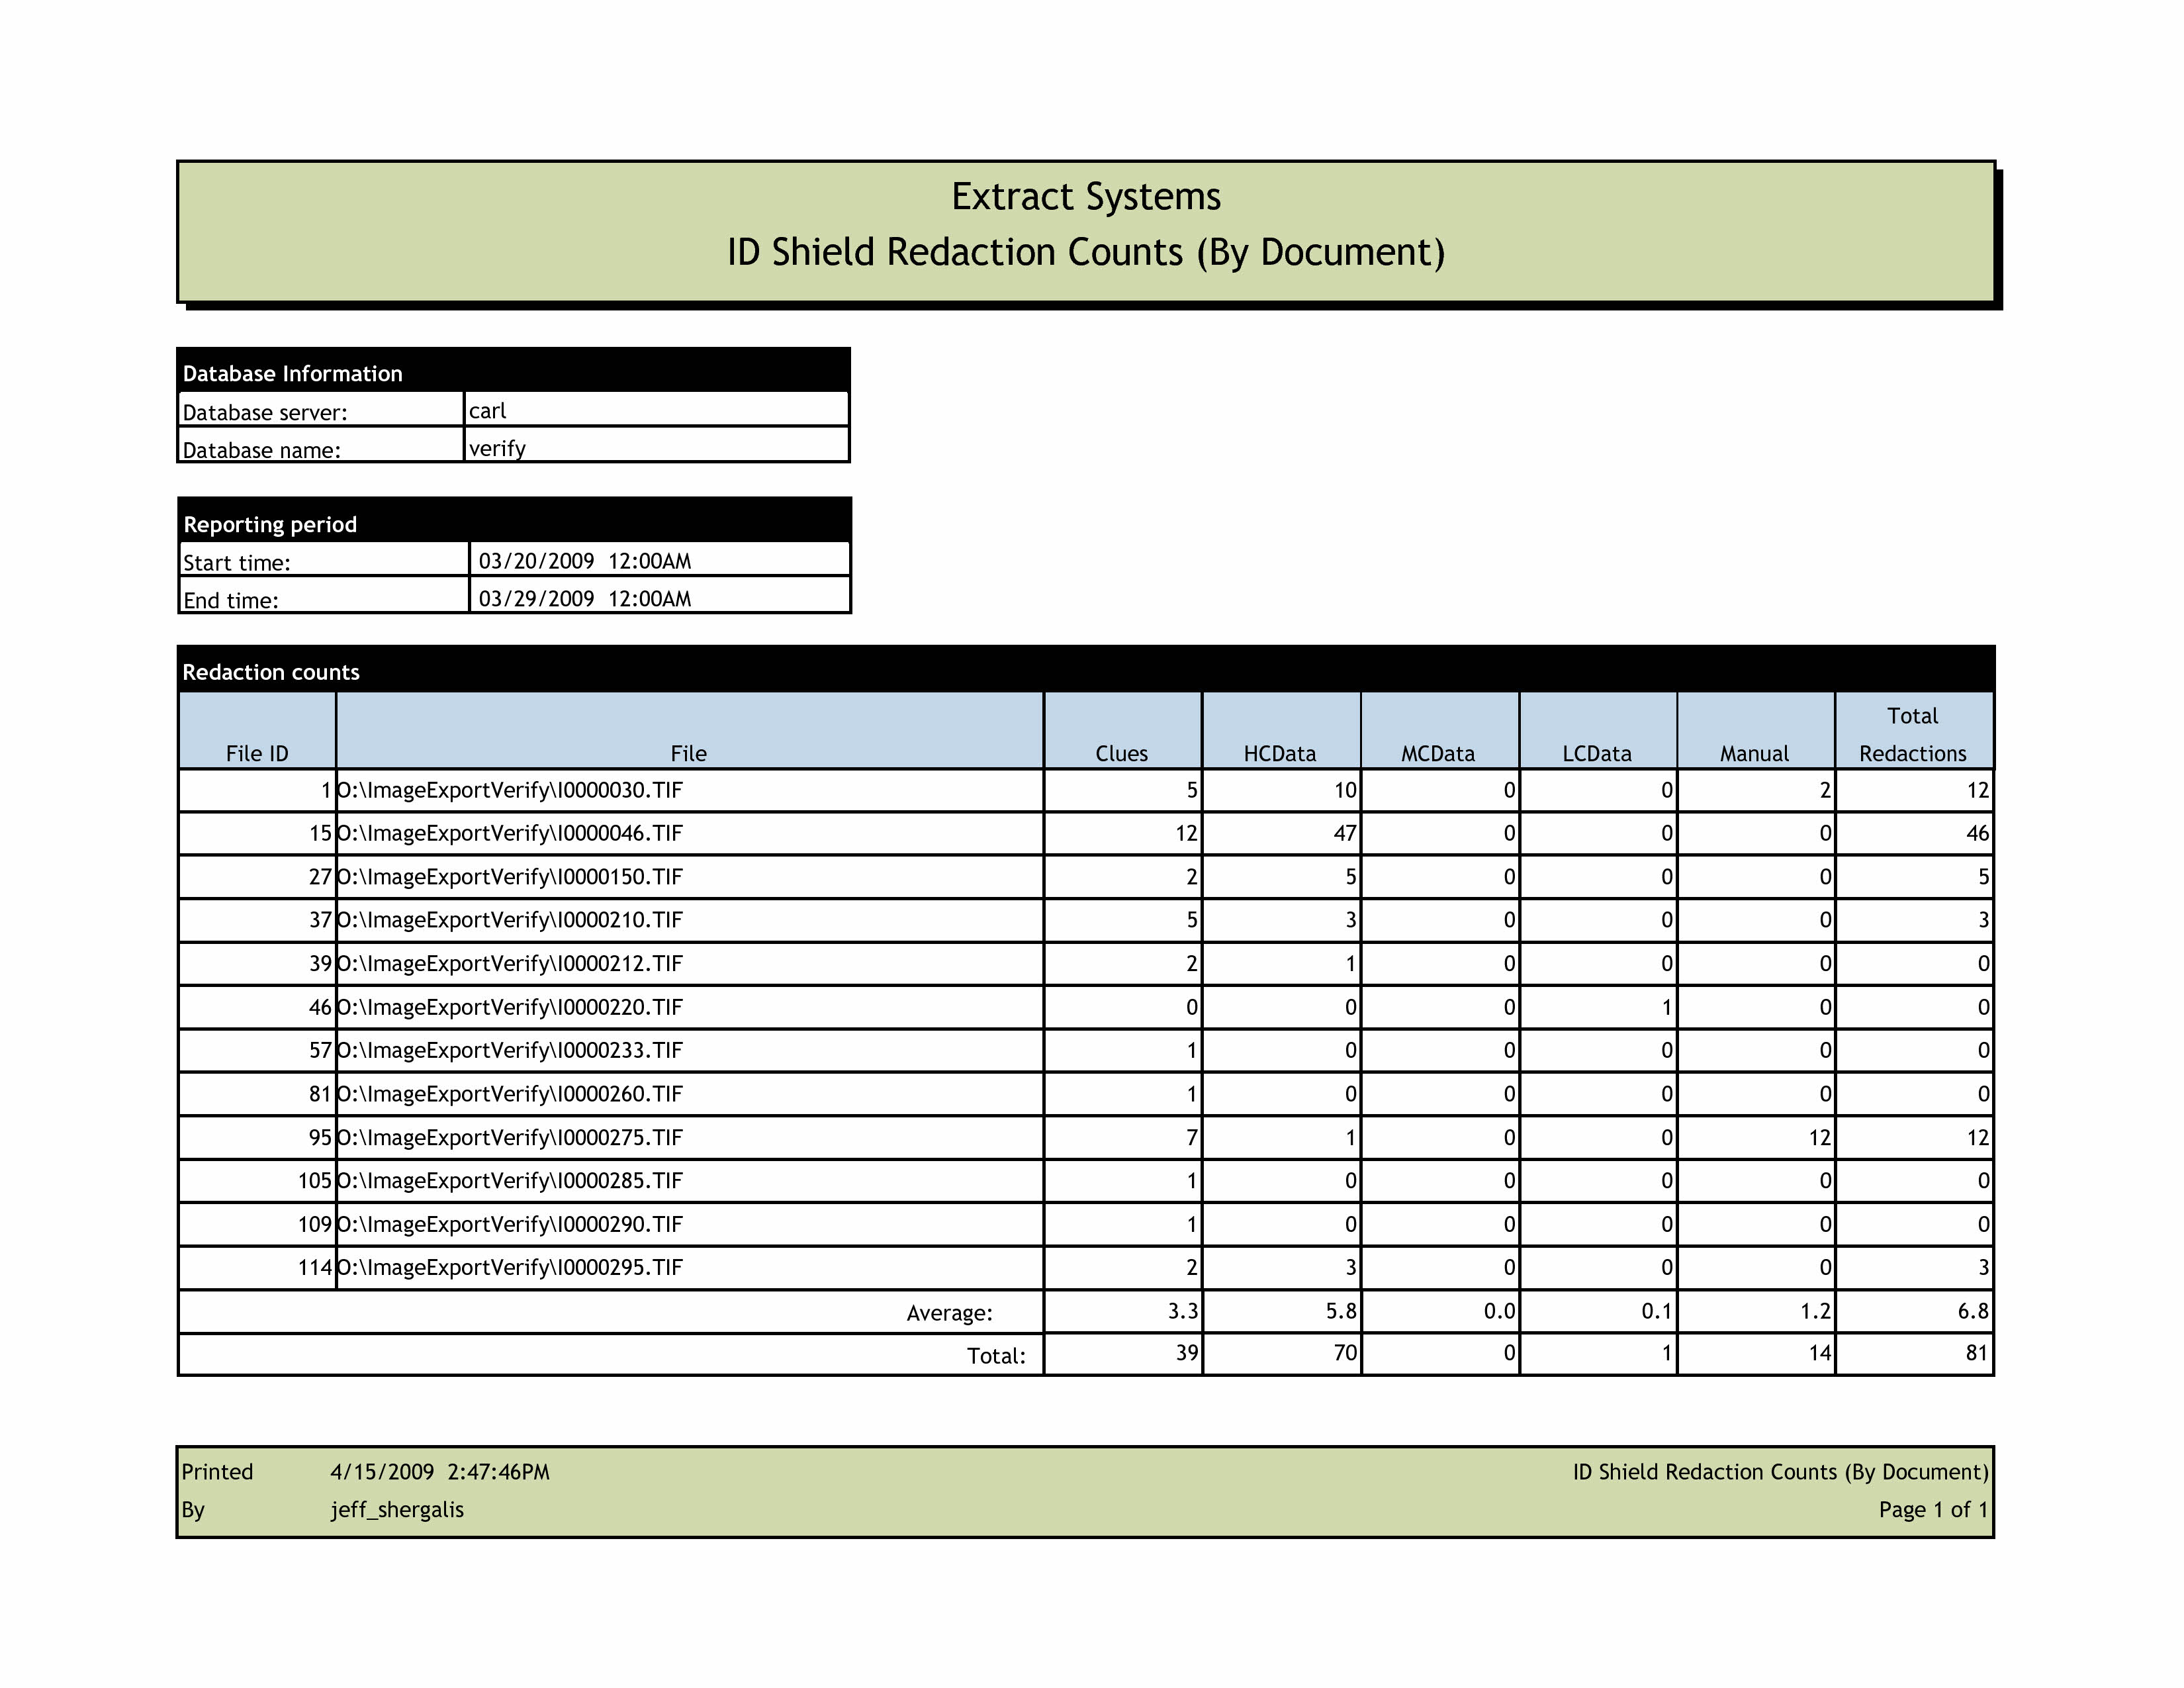 Extract Systems
ID Shield Redaction Counts (By Document)
Database Information
Database server: carl
Database name: verify
Reporting period
Start time: 03/20/2009 12:00AM
End time: 03/29/2009 12:00AM
Redaction counts
File ID File Clues HCData MCData LCData Manual Total Redactions
1 O:\ImageExportVerify\I0000030.TIF 5 10 0 0 2 12
15 O:\ImageExportVerify\I0000046.TIF 12 47 0 0 0 46
27 O:\ImageExportVerify\I0000150.TIF 2 5 0 0 0 5
37 O:\ImageExportVerify\I0000210.TIF 5 3 0 0 0 3
39 O:\ImageExportVerify\I0000212.TIF 2 1 0 0 0 0
46 O:\ImageExportVerify\I0000220.TIF 0 0 0 1 0 0
57 O:\ImageExportVerify\I0000233.TIF 1 0 0 0 0 0
81 O:\ImageExportVerify\I0000260.TIF 1 0 0 0 0 0
95 O:\ImageExportVerify\I0000275.TIF 7 1 0 0 12 12
105 O:\ImageExportVerify\I0000285.TIF 1 0 0 0 0 0
109 O:\ImageExportVerify\I0000290.TIF 1 0 0 0 0 0
114 O:\ImageExportVerify\I0000295.TIF 2 3 0 0 0 3
Average: 3.3 5.8 0.0 0.1 1.2 6.8
Total: 39 70 0 1 14 81
Printed 4/15/2009 2:47:46PM ID Shield Redaction Counts (By Document)
By jeff_shergalis Page 1 of 1